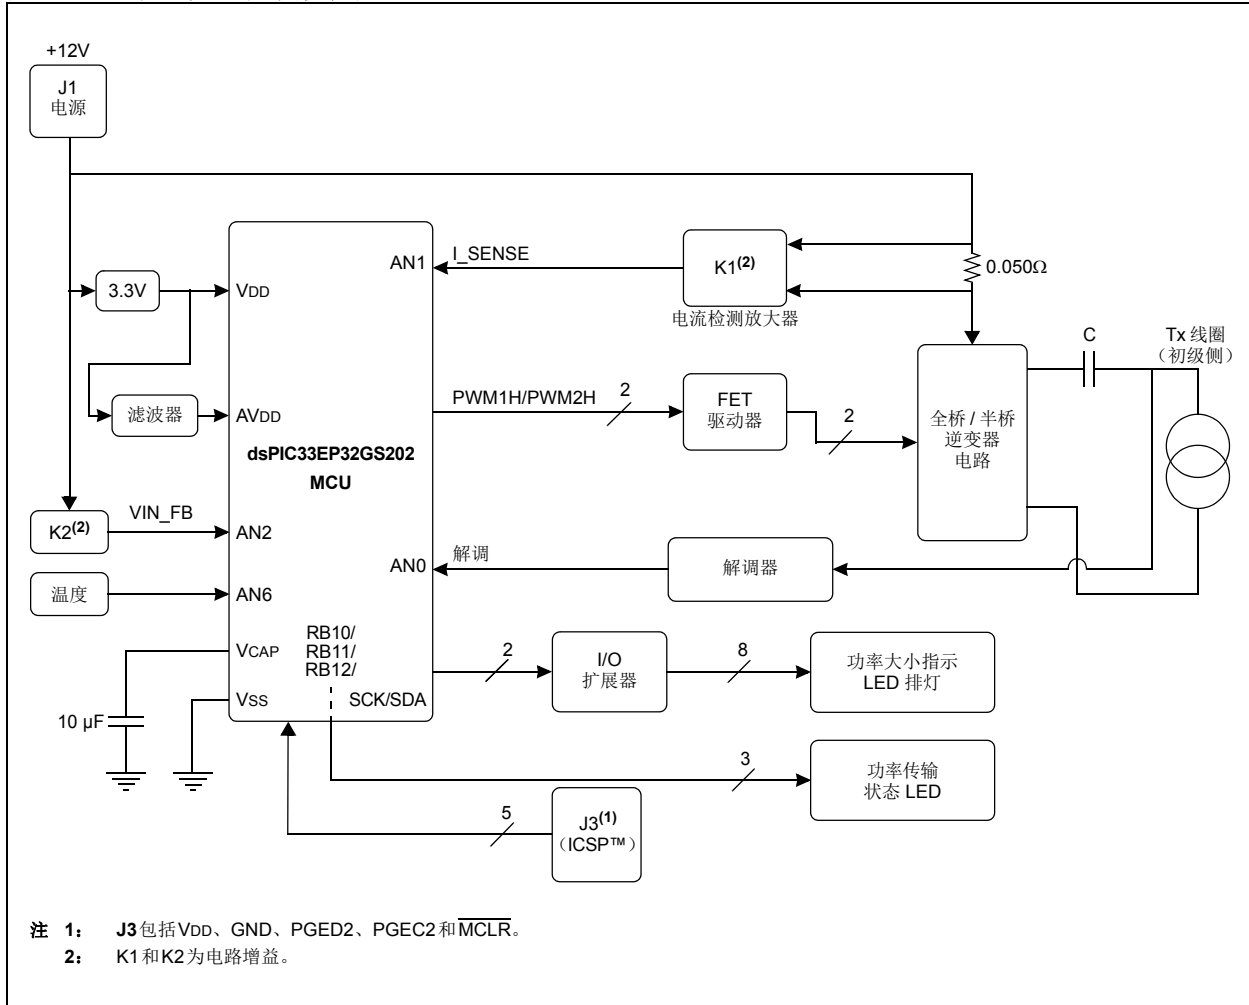 +12V
J1
电源
3.3V
滤波器
K2(2)
VIN_FB
温度
10 µF
VDD
AVDD
dsPIC33EP32GS202
MCU
AN2
AN6
VCAP
VSS
AN1
AN0
RB10/
RB11/
RB12/
SCK/SDA
I_SENSE
K1(2)
电流检测放大器
0.050Ω
PWM1H/PWM2H
2
FET
驱动器
2
全桥 / 半桥
逆变器
电路
C
Tx 线圈
（初级侧）
解调
解调器
2
I/O
扩展器
8
功率大小指示
LED 排灯
3
功率传输
状态 LED
5
J3(1)
（ICSP™）
注 1： J3包括VDD、GND、PGED2、PGEC2和MCLR。
2： K1和K2为电路增益。